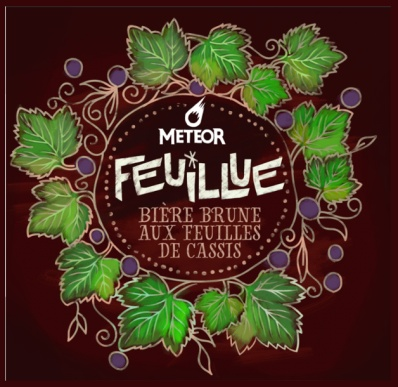 METEOR
FEUILLUE
BIÈRE BRUNE
AUX FEUILLES
DE CASSIS